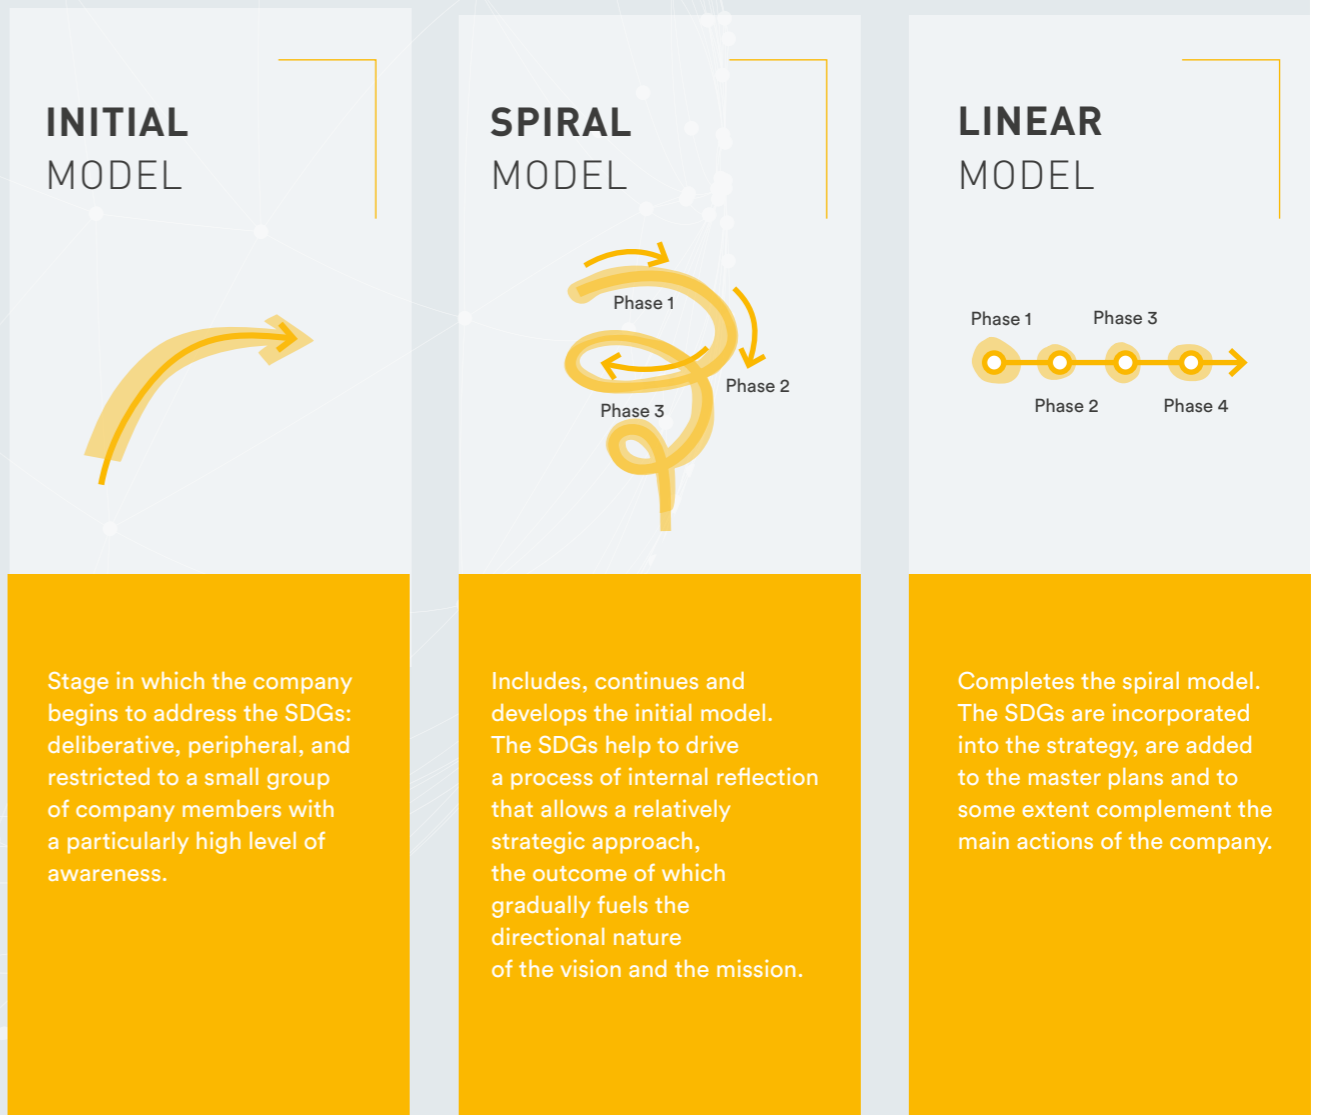 INITIAL
MODEL
Stage in which the company
begins to address the SDGs:
deliberative, peripheral, and
restricted to a small group
of company members with
a particularly high level of
awareness.
SPIRAL
MODEL
Phase 1
Phase 2
Phase 3
Includes, continues and
develops the initial model.
The SDGs help to drive
a process of internal reflection
that allows a relatively
strategic approach,
the outcome of which
gradually fuels the
directional nature
of the vision and the mission.
LINEAR
MODEL
Phase 1
Phase 3
Phase 2
Phase 4
Completes the spiral model.
The SDGs are incorporated
into the strategy, are added
to the master plans and to
some extent complement the
main actions of the company.